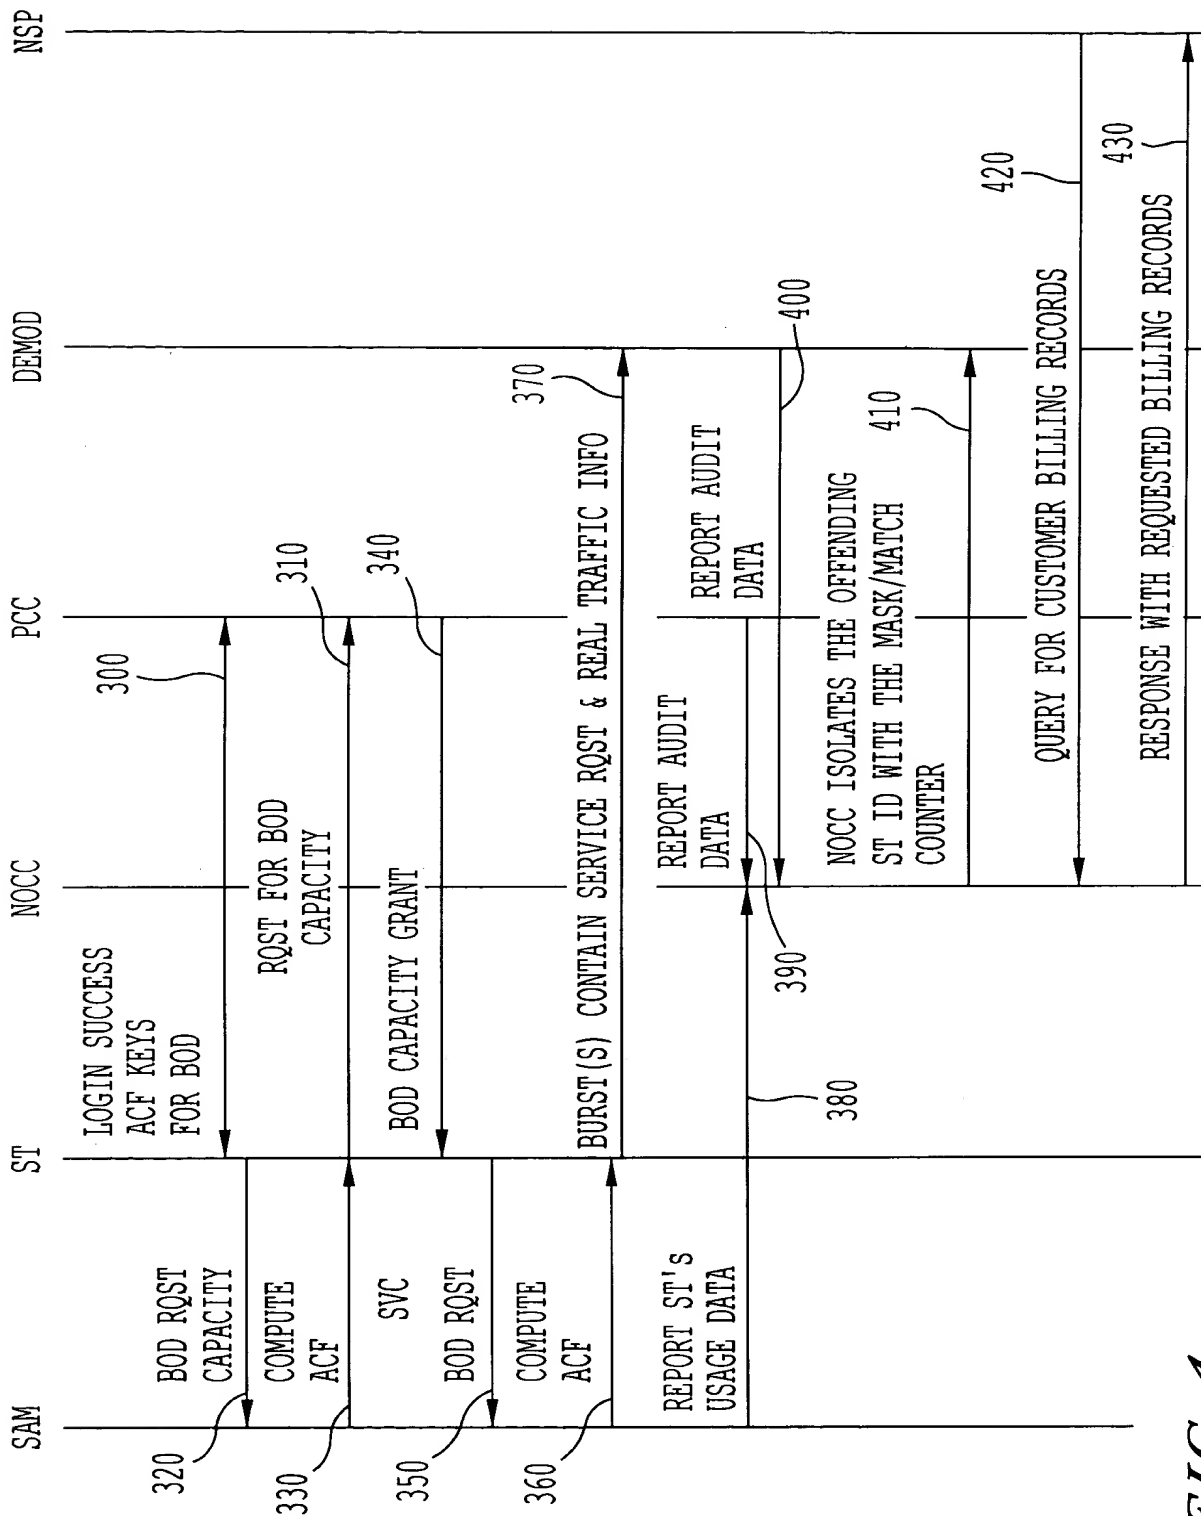 SAM
ST
NOCC
PCC
DEMOD
NSP
LOGIN SUCCESS
ACF KEYS
FOR BOD
300
BOD RQST
CAPACITY
320
COMPUTE
ACF
330
RQST FOR BOD
CAPACITY
310
BOD CAPACITY GRANT
340
SVC
BOD RQST
350
COMPUTE
ACF
360
BURST(S) CONTAIN SERVICE RQST & REAL TRAFFIC INFO
370
REPORT ST's
USAGE DATA
380
REPORT AUDIT
DATA
390
REPORT AUDIT
DATA
400
NOCC ISOLATES THE OFFENDING
ST ID WITH THE MASK/MATCH
COUNTER
410
QUERY FOR CUSTOMER BILLING RECORDS
420
RESPONSE WITH REQUESTED BILLING RECORDS
430